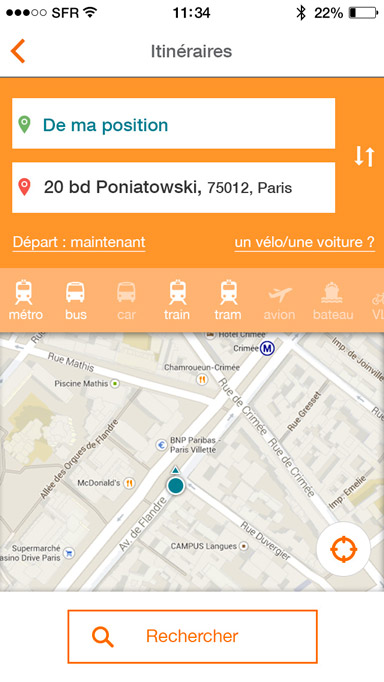 SFR 11:34 22%
Itinéraires
De ma position
20 bd Poniatowski, 75012, Paris
Départ : maintenant un vélo/une voiture ?
métro bus car train tram avion bateau VL
Hôtel Crimée
Crimée M
Imp. de Joinville
Rue Mathis
Chamroueun-Crimée
Piscine Mathis
Rue de Crimée
Rue de Crimée
Rue Gresset
Allée des Orgues de Flandre
BNP Paribas -
Paris Villette
McDonald's
Imp. Emélie
Av. de Flandre
Rue Duvergier
CAMPUS Langues
Supermarché
asino Drive Paris
Rechercher